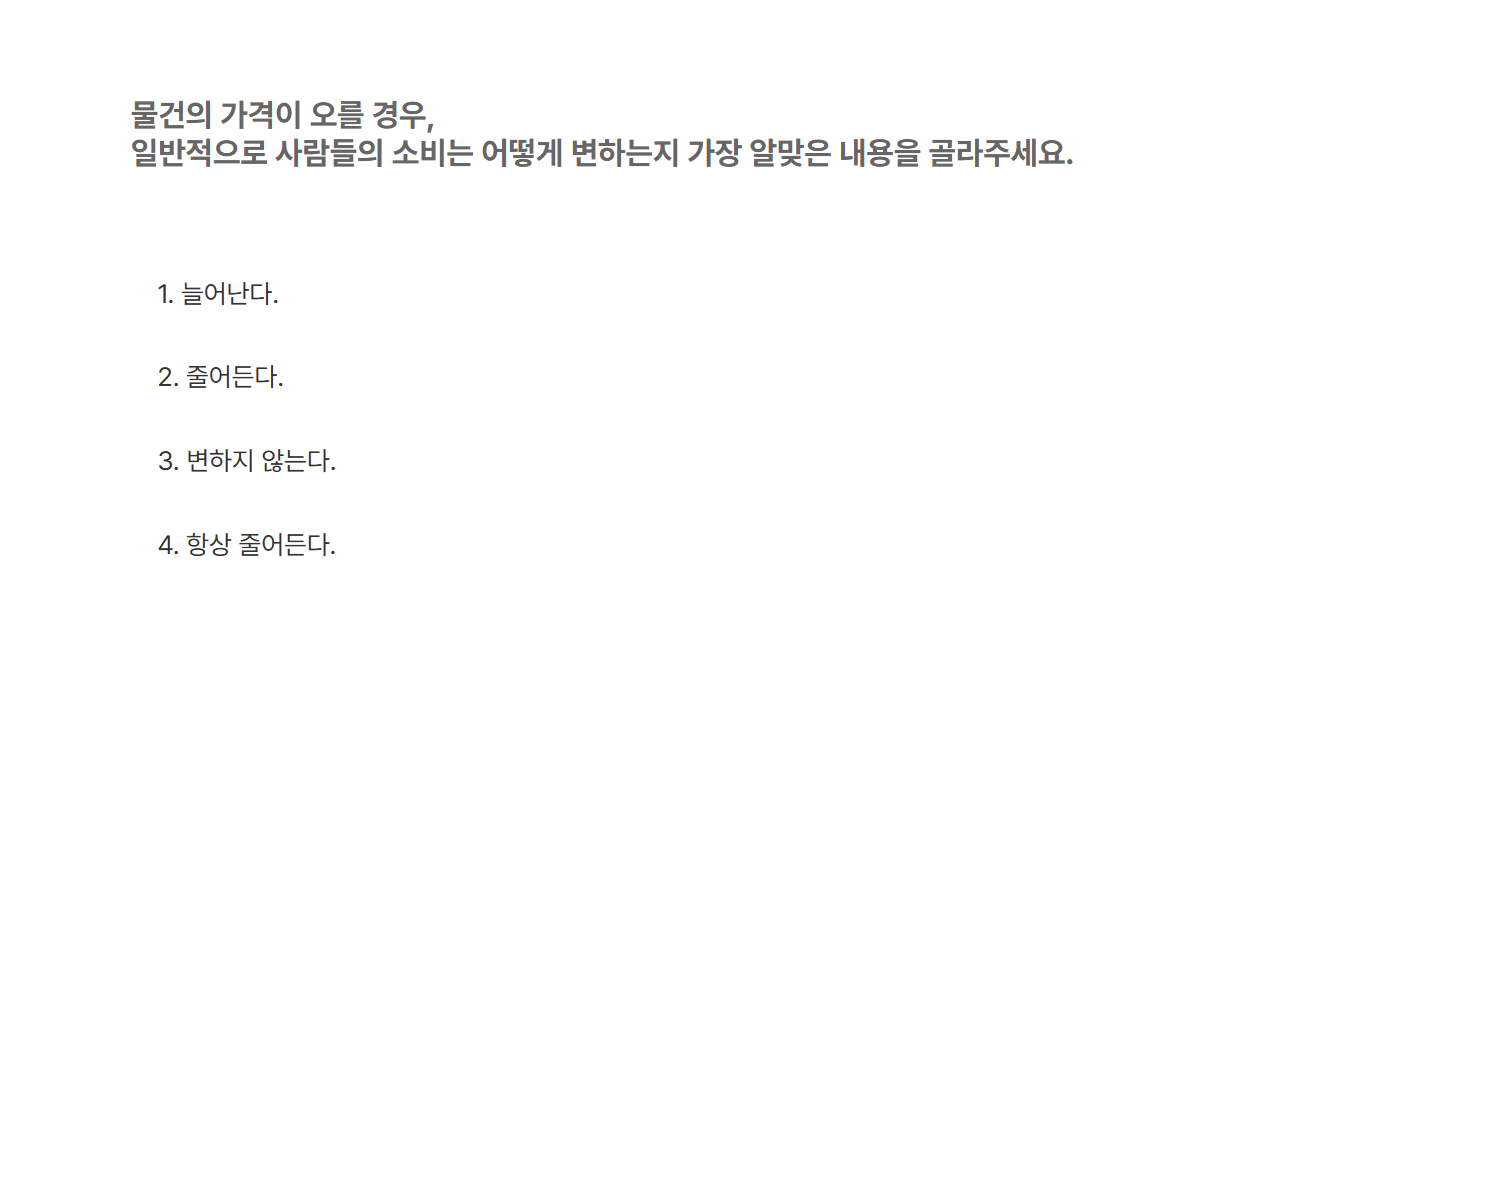 물건의 가격이 오를 경우,
일반적으로 사람들의 소비는 어떻게 변하는지 가장 알맞은 내용을 골라주세요.
1. 늘어난다.
2. 줄어든다.
3. 변하지 않는다.
4. 항상 줄어든다.